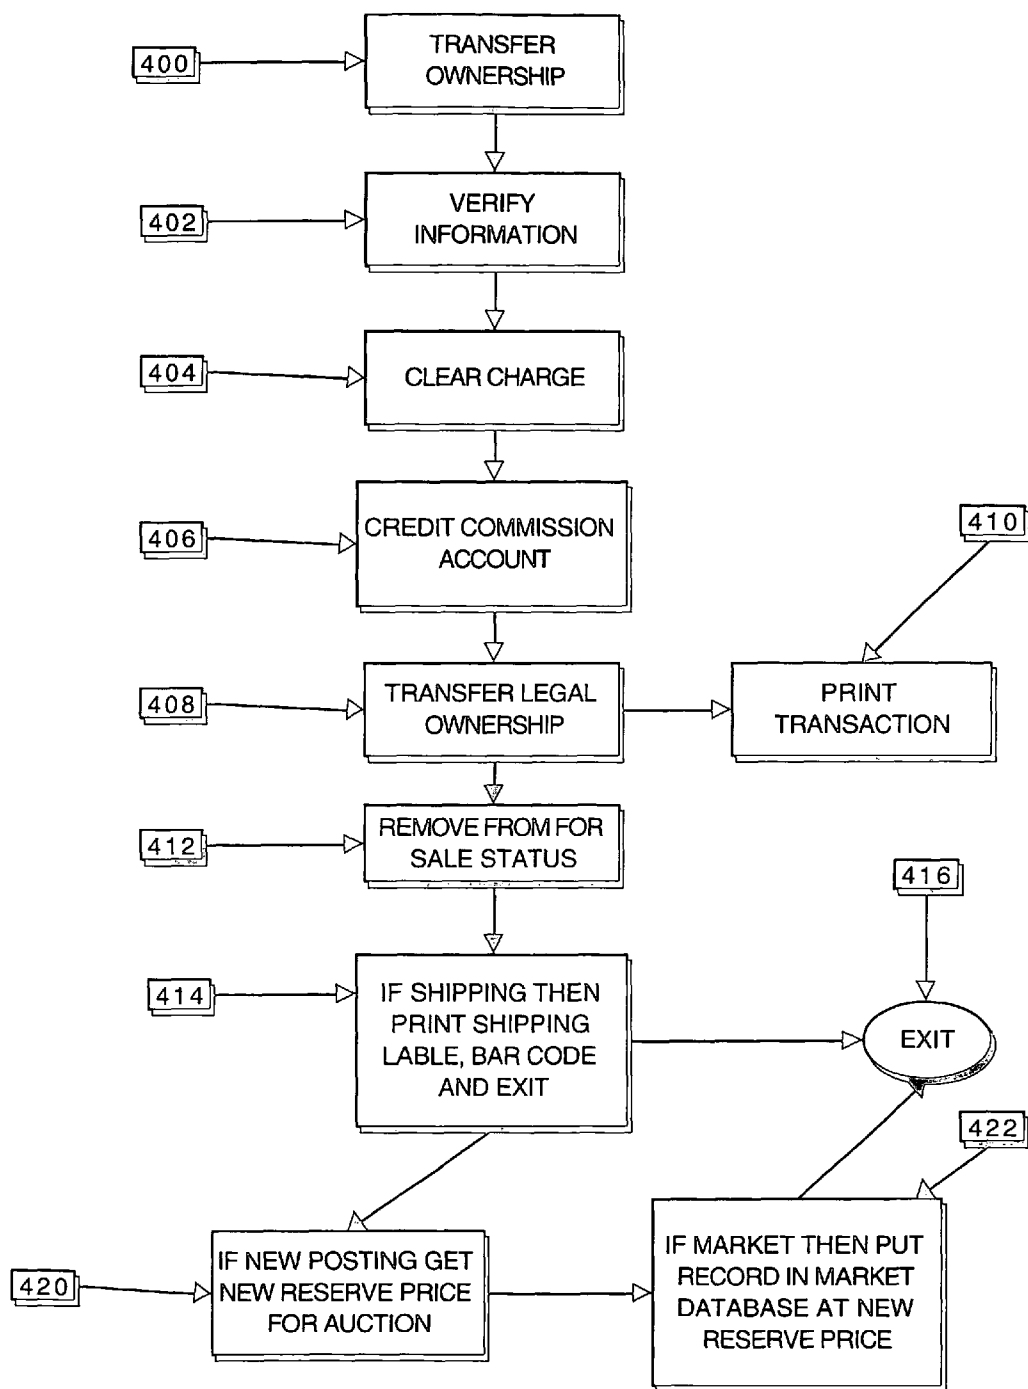 400
TRANSFER
OWNERSHIP
402
VERIFY
INFORMATION
404
CLEAR CHARGE
406
CREDIT COMMISSION
ACCOUNT
410
408
TRANSFER LEGAL
OWNERSHIP
PRINT
TRANSACTION
412
REMOVE FROM FOR
SALE STATUS
416
414
IF SHIPPING THEN
PRINT SHIPPING
LABLE, BAR CODE
AND EXIT
EXIT
422
420
IF NEW POSTING GET
NEW RESERVE PRICE
FOR AUCTION
IF MARKET THEN PUT
RECORD IN MARKET
DATABASE AT NEW
RESERVE PRICE